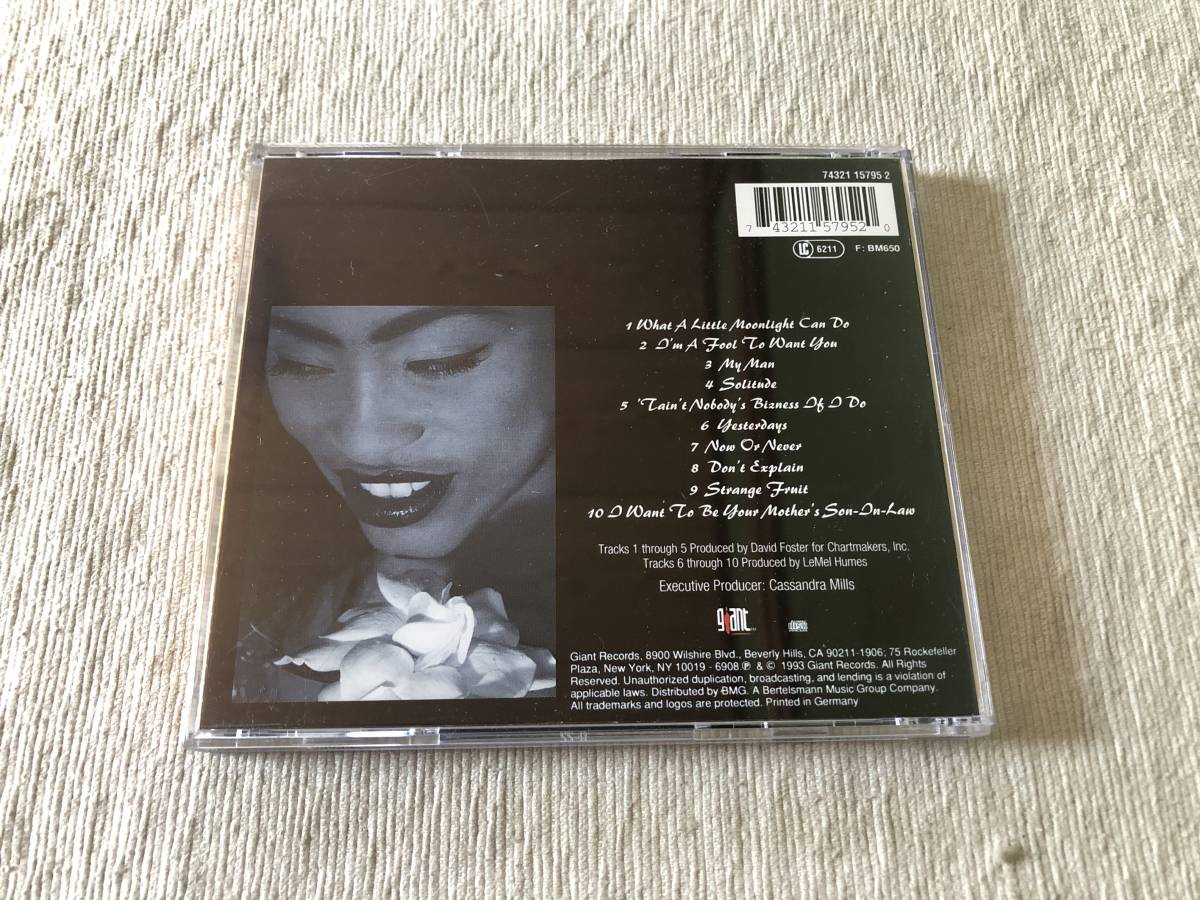 74321 15795 2
7 43211 57952 0
LC 6211 F: BM650
1 What A Little Moonlight Can Do
2 I'm A Fool To Want You
3 My Man
4 Solitude
5 'Tain't Nobody's Bizness If I Do
6 Yesterdays
7 Now Or Never
8 Don't Explain
9 Strange Fruit
10 I Want To Be Your Mother's Son-In-Law
Tracks 1 through 5 Produced by David Foster for Chartmakers, Inc.
Tracks 6 through 10 Produced by LeMel Humes
Executive Producer: Cassandra Mills
giant
disc
Giant Records, 8900 Wilshire Blvd., Beverly Hills, CA 90211-1906; 75 Rockefeller
Plaza, New York, NY 10019 - 6908 ℗ & © 1993 Giant Records. All Rights
Reserved. Unauthorized duplication, broadcasting, and lending is a violation of
applicable laws. Distributed by BMG. A Bertelsmann Music Group Company.
All trademarks and logos are protected. Printed in Germany